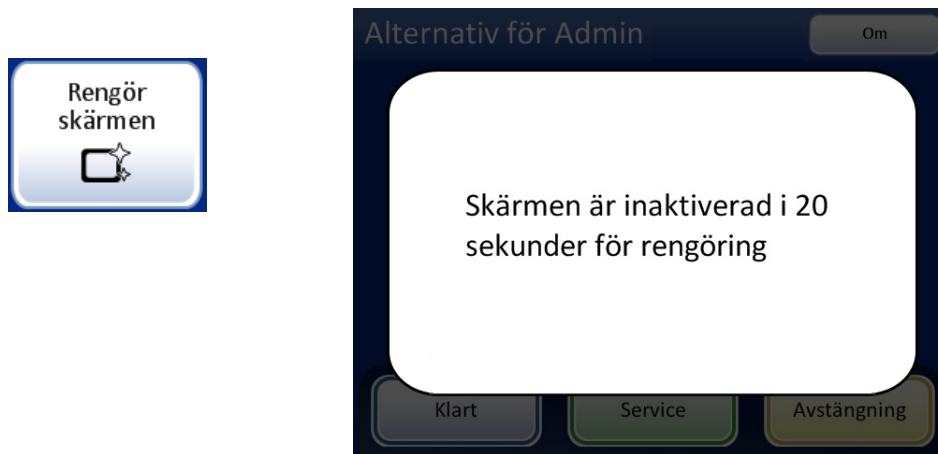 Rengör
skärmen
Alternativ för Admin
Om
Skärmen är inaktiverad i 20
sekunder för rengöring
Klart
Service
Avstängning